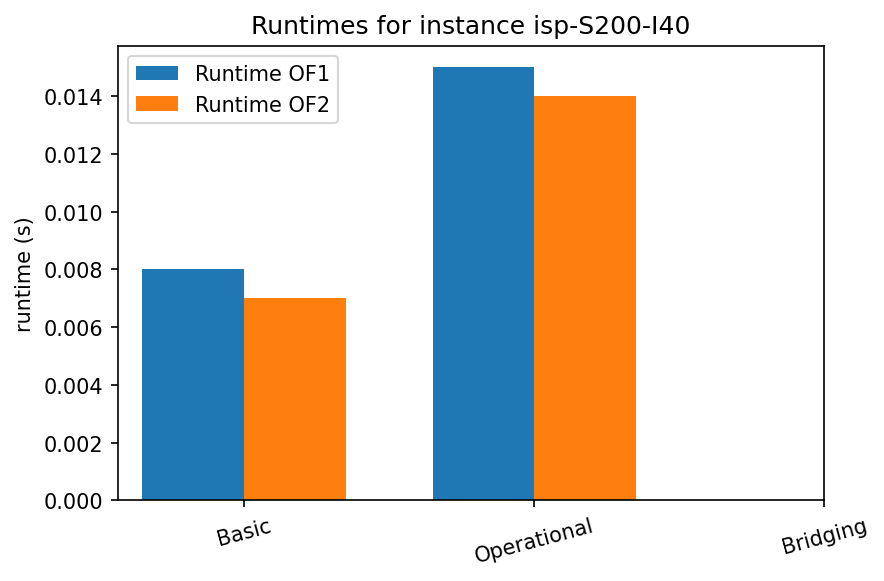 Runtimes for instance isp-S200-I40
Runtime OF1
Runtime OF2
runtime (s)
0.014
0.012
0.010
0.008
0.006
0.004
0.002
0.000
Basic
Operational
Bridging